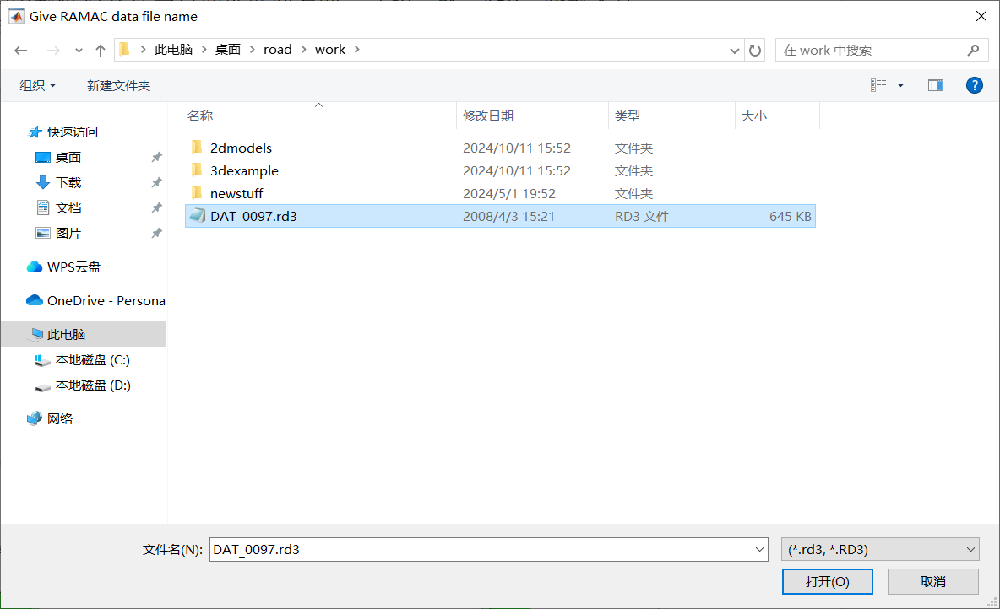 Give RAMAC data file name
此电脑 > 桌面 > road > work >
在 work 中搜索
组织
新建文件夹
名称 修改日期 类型 大小
快速访问
桌面
下载
文档
图片
WPS云盘
OneDrive - Persona
此电脑
本地磁盘 (C:)
本地磁盘 (D:)
网络
2dmodels 2024/10/11 15:52 文件夹
3dexample 2024/10/11 15:52 文件夹
newstuff 2024/5/1 19:52 文件夹
DAT_0097.rd3 2008/4/3 15:21 RD3 文件 645 KB
文件名(N): DAT_0097.rd3
(*.rd3, *.RD3)
打开(O) 取消